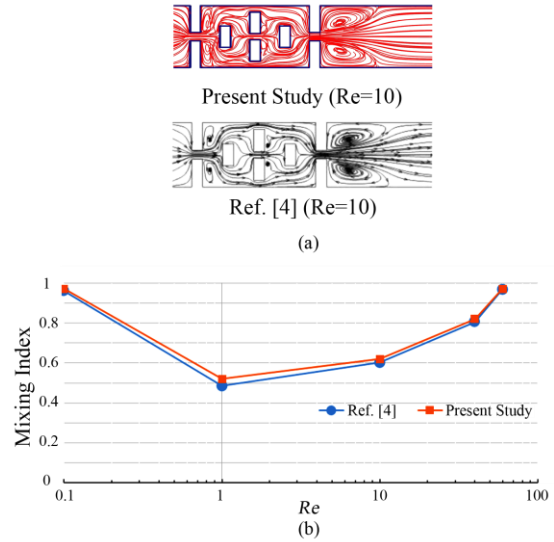 Present Study (Re=10)
Ref. [4] (Re=10)
(a)
Mixing Index
1
0.8
0.6
0.4
0.2
0
Ref. [4]
Present Study
0.1
1
10
100
Re
(b)